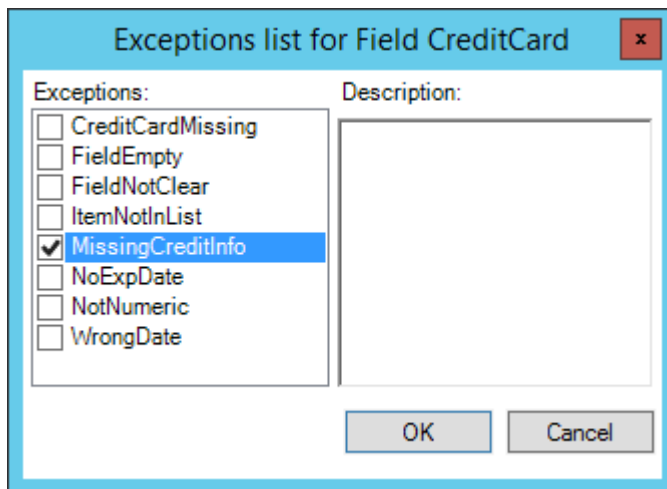 Exceptions list for Field CreditCard
x
Exceptions:
Description:
CreditCardMissing
FieldEmpty
FieldNotClear
ItemNotInList
MissingCreditInfo
NoExpDate
NotNumeric
WrongDate
OK
Cancel